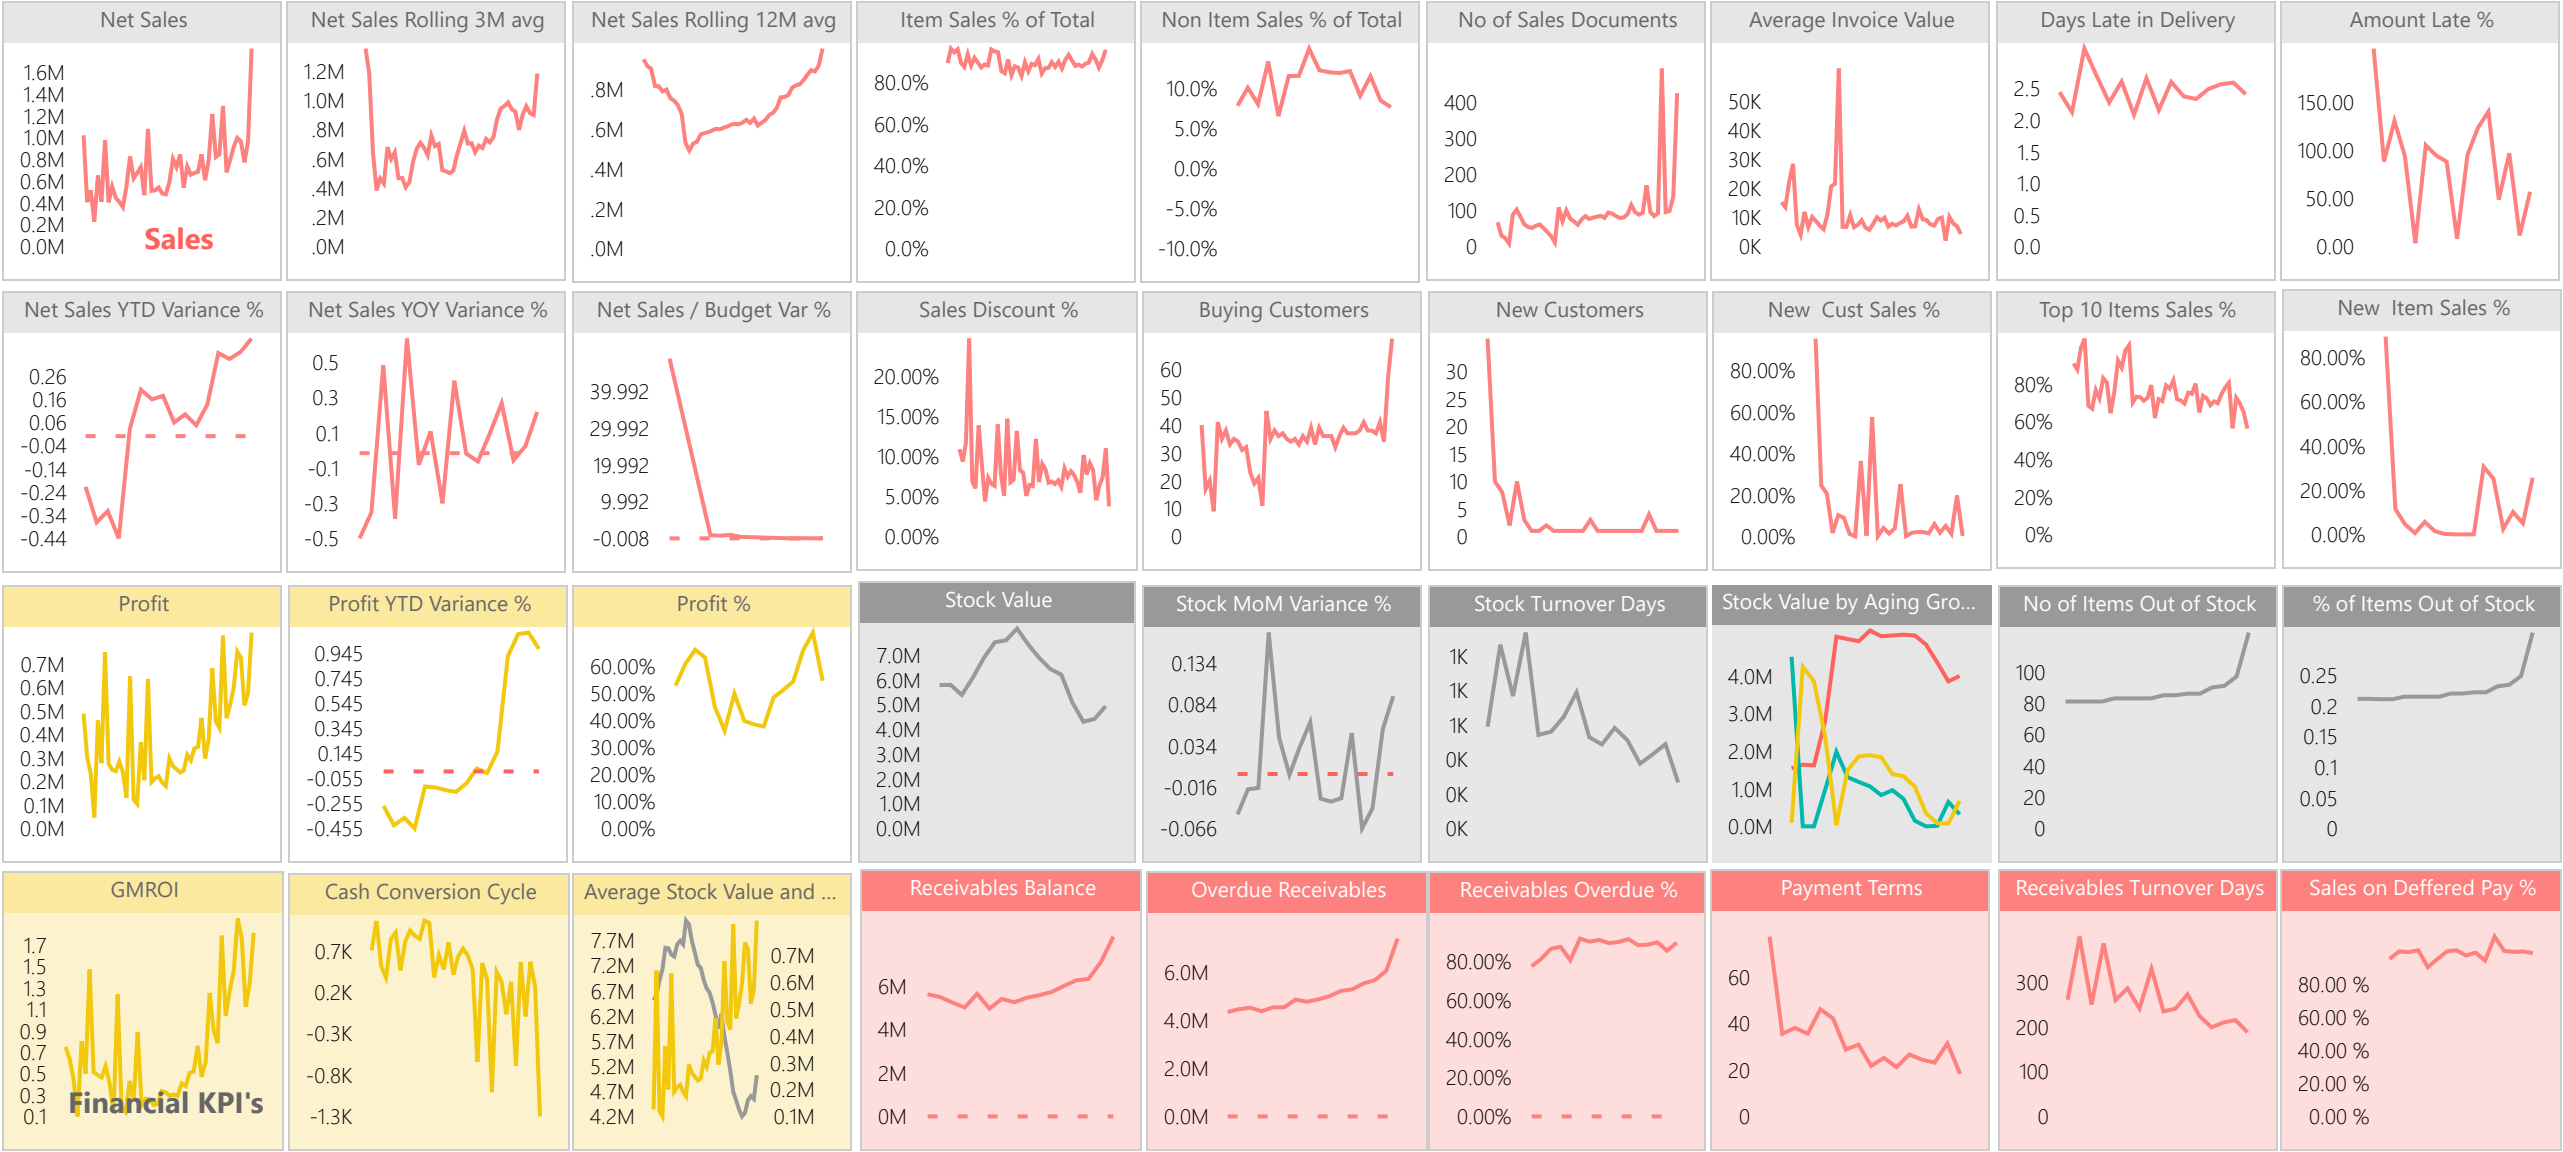 Net Sales
1.6M
1.4M
1.2M
1.0M
0.8M
0.6M
0.4M
0.2M
0.0M
Sales
Net Sales Rolling 3M avg
1.2M
1.0M
.8M
.6M
.4M
.2M
.0M
Net Sales Rolling 12M avg
.8M
.6M
.4M
.2M
.0M
Item Sales % of Total
80.0%
60.0%
40.0%
20.0%
0.0%
Non Item Sales % of Total
10.0%
5.0%
0.0%
-5.0%
-10.0%
No of Sales Documents
400
300
200
100
0
Average Invoice Value
50K
40K
30K
20K
10K
0K
Days Late in Delivery
2.5
2.0
1.5
1.0
0.5
0.0
Amount Late %
150.00
100.00
50.00
0.00
Net Sales YTD Variance %
0.26
0.16
0.06
-0.04
-0.14
-0.24
-0.34
-0.44
Net Sales YOY Variance %
0.5
0.3
0.1
-0.1
-0.3
-0.5
Net Sales / Budget Var %
39.992
29.992
19.992
9.992
-0.008
Sales Discount %
20.00%
15.00%
10.00%
5.00%
0.00%
Buying Customers
60
50
40
30
20
10
0
New Customers
30
25
20
15
10
5
0
New  Cust Sales %
80.00%
60.00%
40.00%
20.00%
0.00%
Top 10 Items Sales %
80%
60%
40%
20%
0%
New  Item Sales %
80.00%
60.00%
40.00%
20.00%
0.00%
Profit
0.7M
0.6M
0.5M
0.4M
0.3M
0.2M
0.1M
0.0M
Profit YTD Variance %
0.945
0.745
0.545
0.345
0.145
-0.055
-0.255
-0.455
Profit %
60.00%
50.00%
40.00%
30.00%
20.00%
10.00%
0.00%
Stock Value
7.0M
6.0M
5.0M
4.0M
3.0M
2.0M
1.0M
0.0M
Stock MoM Variance %
0.134
0.084
0.034
-0.016
-0.066
Stock Turnover Days
1K
1K
1K
0K
0K
0K
Stock Value by Aging Gro...
4.0M
3.0M
2.0M
1.0M
0.0M
No of Items Out of Stock
100
80
60
40
20
0
% of Items Out of Stock
0.25
0.2
0.15
0.1
0.05
0
GMROI
1.7
1.5
1.3
1.1
0.9
0.7
0.5
0.3
0.1
Financial KPI's
Cash Conversion Cycle
0.7K
0.2K
-0.3K
-0.8K
-1.3K
Average Stock Value and ...
7.7M
7.2M
6.7M
6.2M
5.7M
5.2M
4.7M
4.2M
0.7M
0.6M
0.5M
0.4M
0.3M
0.2M
0.1M
Receivables Balance
6M
4M
2M
0M
Overdue Receivables
6.0M
4.0M
2.0M
0.0M
Receivables Overdue %
80.00%
60.00%
40.00%
20.00%
0.00%
Payment Terms
60
40
20
0
Receivables Turnover Days
300
200
100
0
Sales on Deffered Pay %
80.00 %
60.00 %
40.00 %
20.00 %
0.00 %